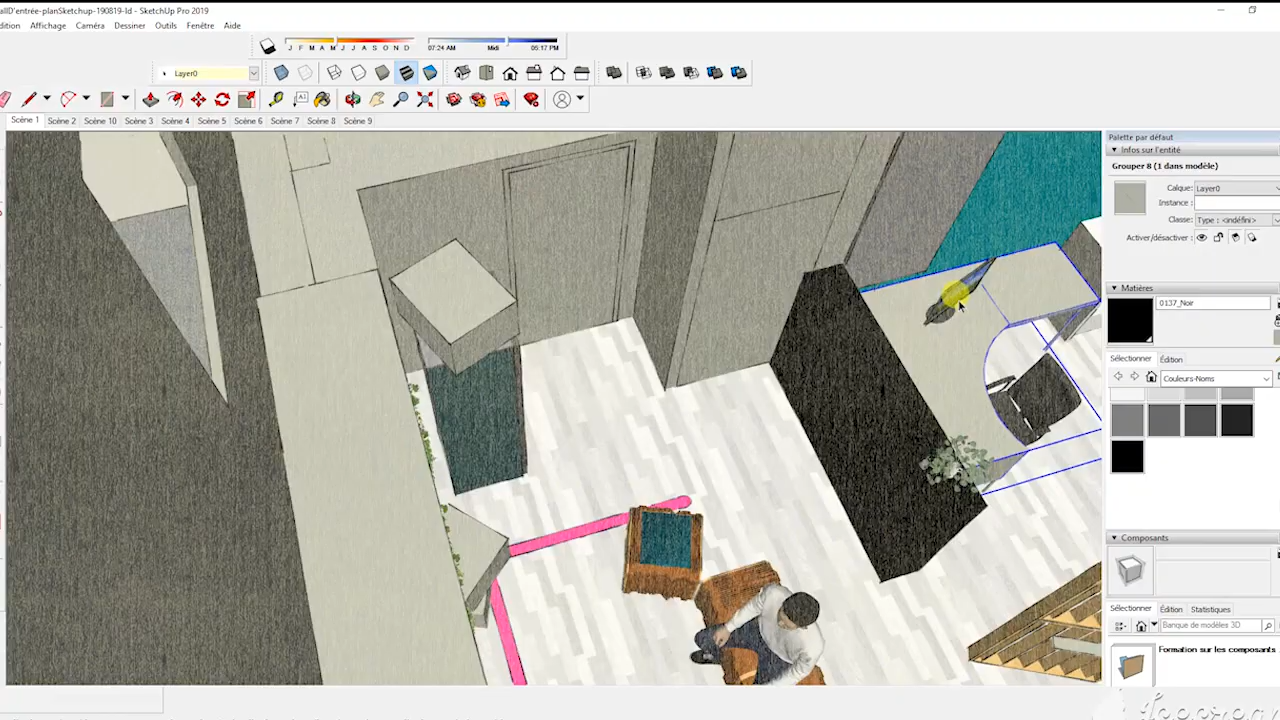 allD'entrée-planSketchup-190819-Id - SketchUp Pro 2019
dition Affichage Caméra Dessiner Outils Fenêtre Aide
J F M A M J J A S O N D 07:24 AM Midi 05:17 PM
Layer0
Scène 1 Scène 2 Scène 10 Scène 3 Scène 4 Scène 5 Scène 6 Scène 7 Scène 8 Scène 9
Palette par défaut
Infos sur l'entité
Grouper 8 (1 dans modèle)
Calque: Layer0
Instance:
Classe: Type : <indéfini>
Activer/désactiver :
Matières
0137_Noir
Sélectionner Édition
Couleurs-Noms
Composants
Sélectionner Édition Statistiques
Banque de modèles 3D
Formation sur les composants